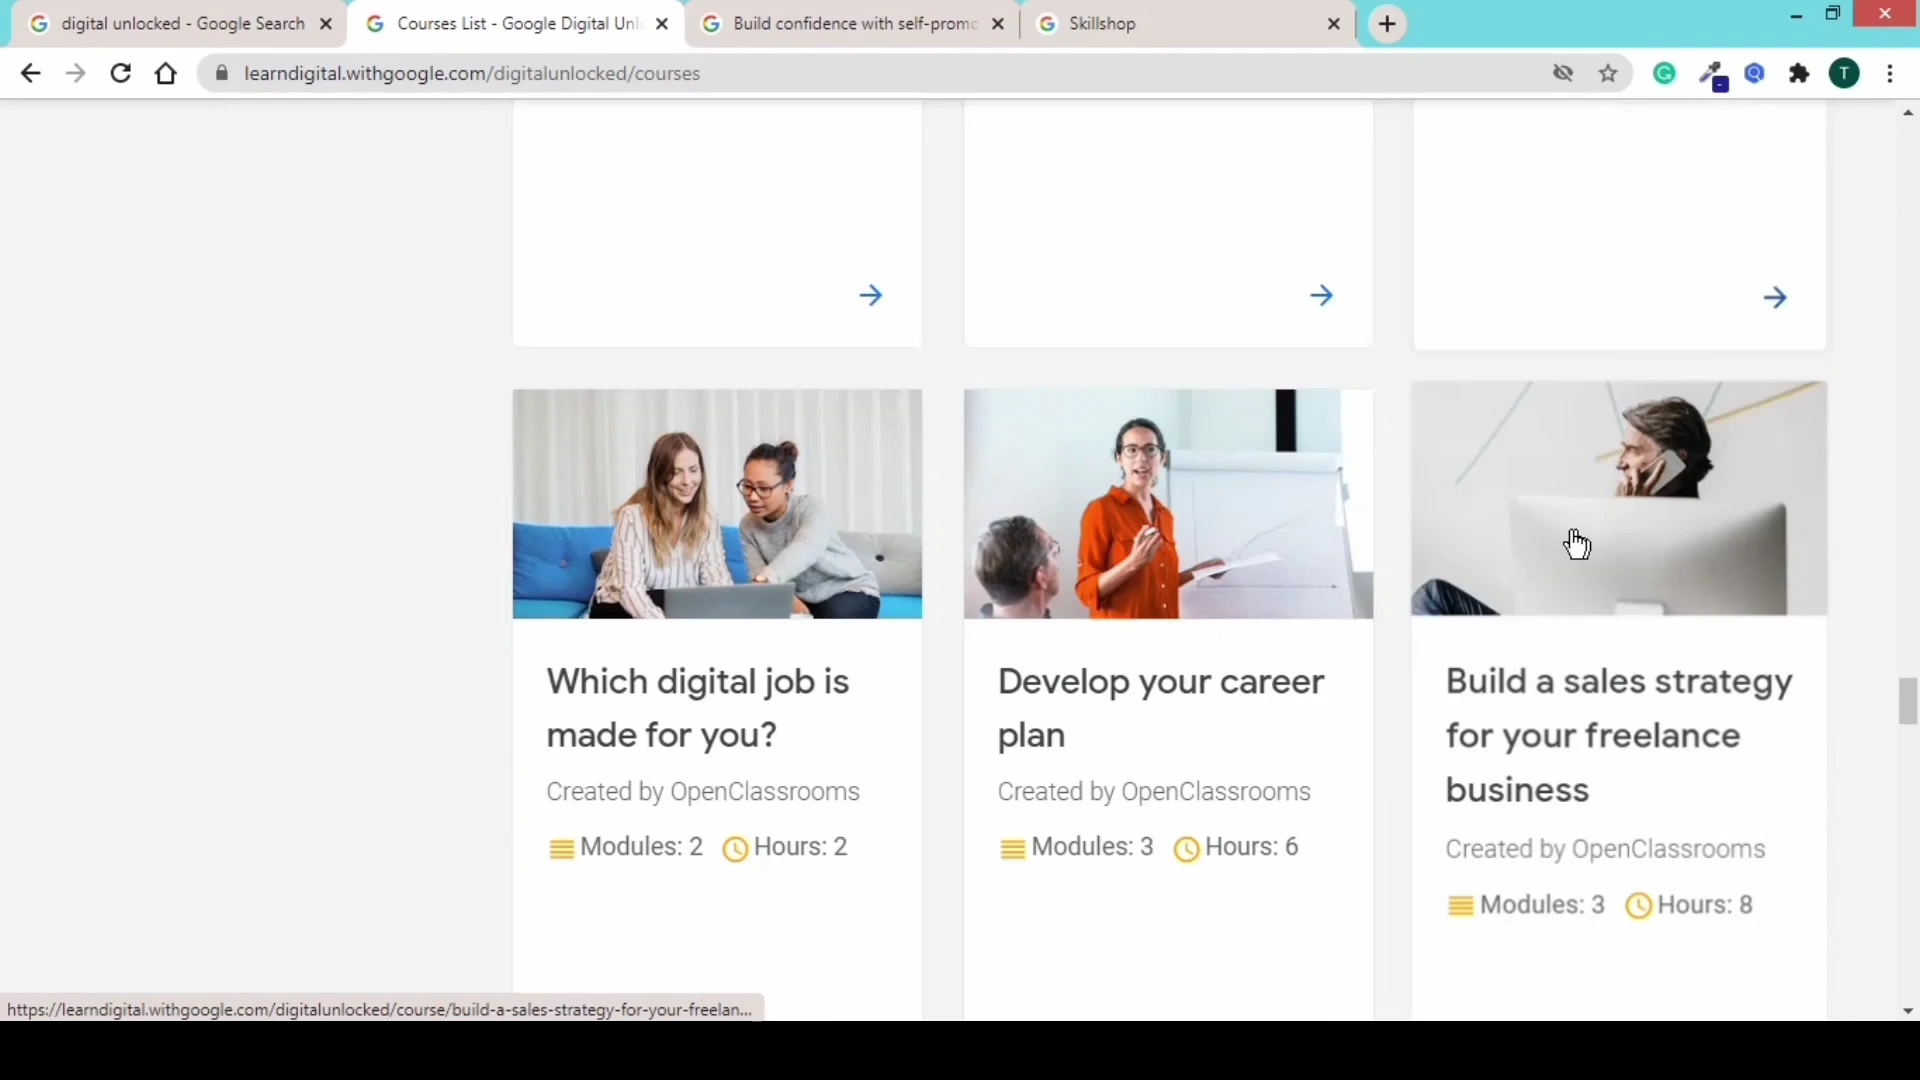 digital unlocked - Google Search
Courses List - Google Digital Unl
Build confidence with self-promo
Skillshop
learndigital.withgoogle.com/digitalunlocked/courses
T
Which digital job is
made for you?
Created by OpenClassrooms
Modules: 2 Hours: 2
Develop your career
plan
Created by OpenClassrooms
Modules: 3 Hours: 6
Build a sales strategy
for your freelance
business
Created by OpenClassrooms
Modules: 3 Hours: 8
https://learndigital.withgoogle.com/digitalunlocked/course/build-a-sales-strategy-for-your-freelan...